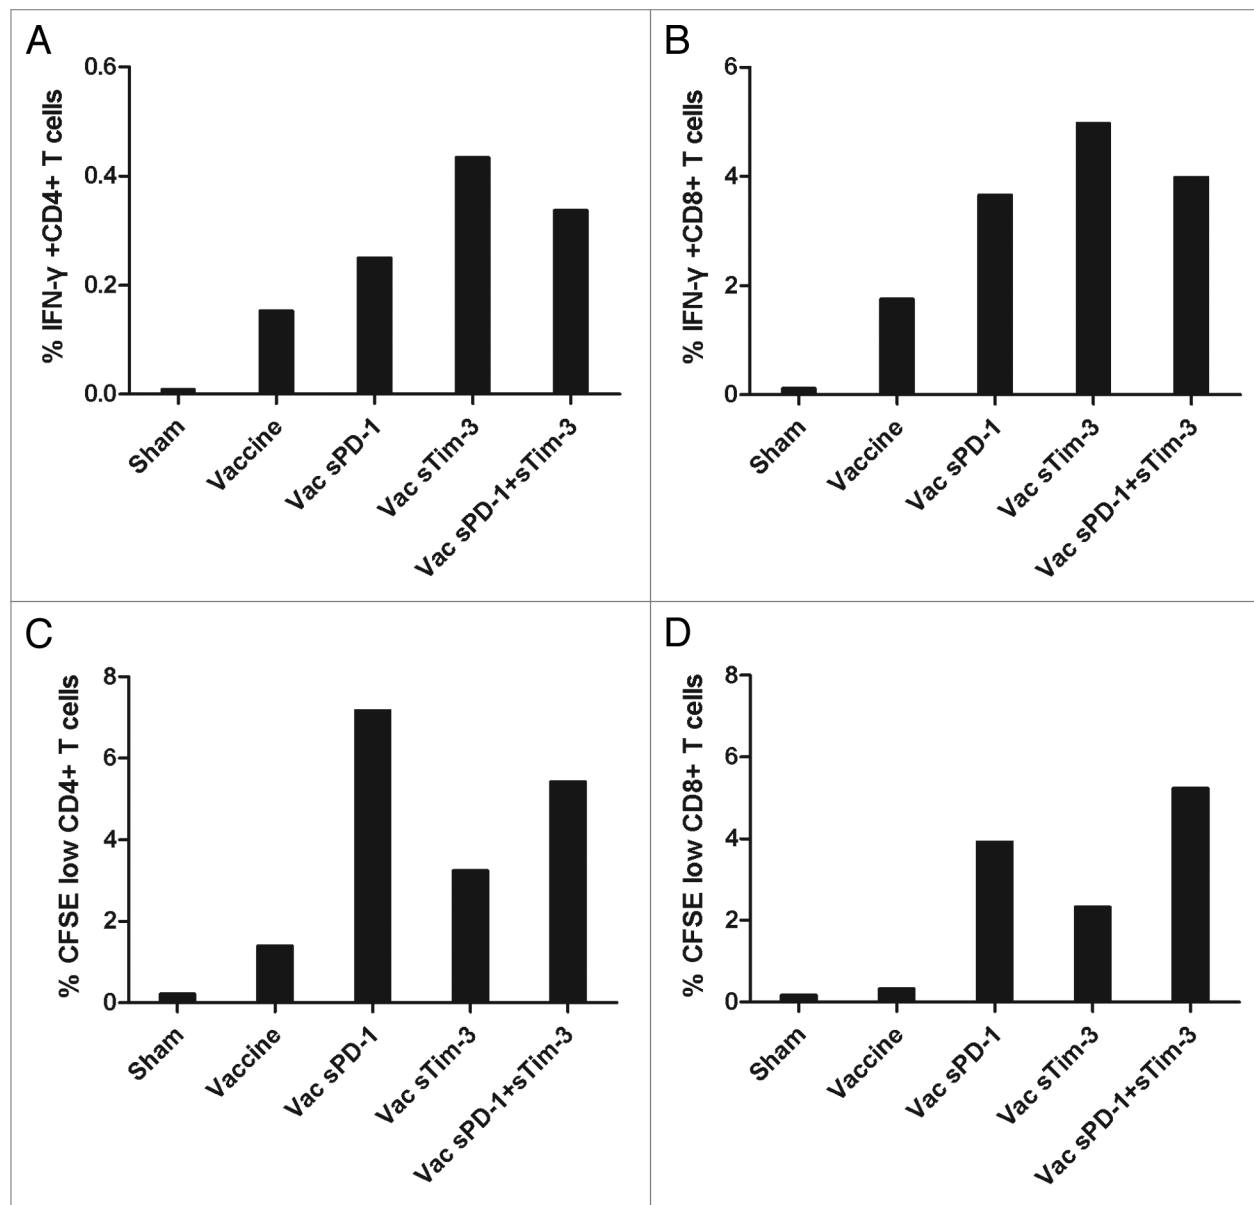 A
% IFN-γ +CD4+ T cells
0.6
0.4
0.2
0.0
Sham
Vaccine
Vac sPD-1
Vac sTim-3
Vac sPD-1+sTim-3
B
% IFN-γ +CD8+ T cells
6
4
2
0
Sham
Vaccine
Vac sPD-1
Vac sTim-3
Vac sPD-1+sTim-3
C
% CFSE low CD4+ T cells
8
6
4
2
0
Sham
Vaccine
Vac sPD-1
Vac sTim-3
Vac sPD-1+sTim-3
D
% CFSE low CD8+ T cells
8
6
4
2
0
Sham
Vaccine
Vac sPD-1
Vac sTim-3
Vac sPD-1+sTim-3